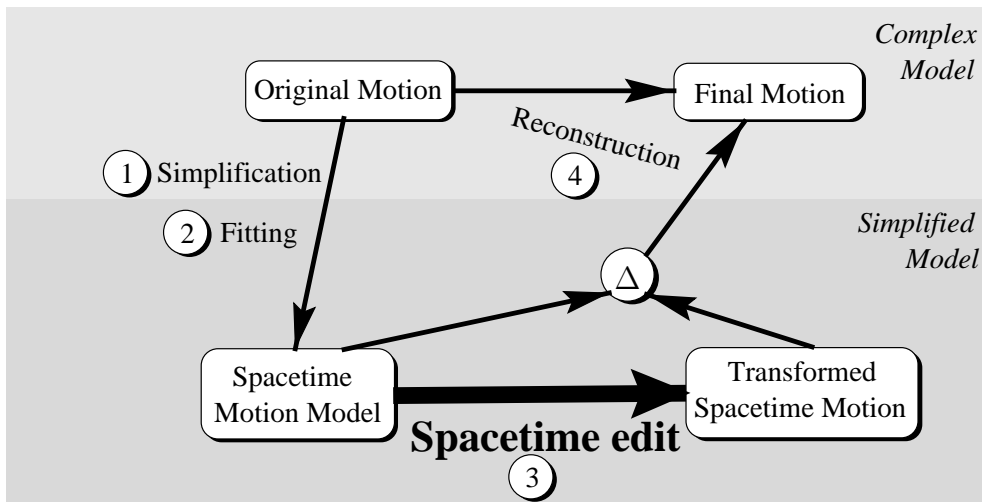 Complex
Model
Original Motion
Final Motion
Reconstruction
4
1 Simplification
2 Fitting
Simplified
Model
Δ
Spacetime
Motion Model
Transformed
Spacetime Motion
Spacetime edit
3